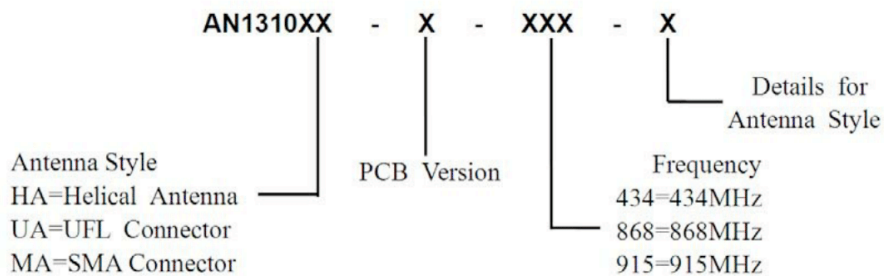 AN1310XX - X - XXX - X
Details for
Antenna Style
Antenna Style
HA=Helical Antenna
UA=UFL Connector
MA=SMA Connector
PCB Version
Frequency
434=434MHz
868=868MHz
915=915MHz